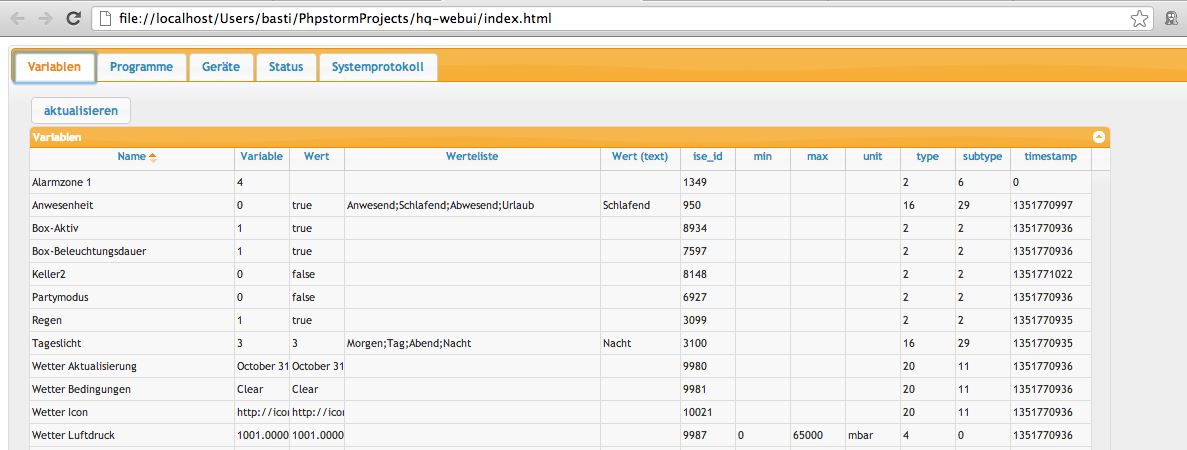 file://localhost/Users/basti/PhpstormProjects/hq-webui/index.html
Variablen Programme Geräte Status Systemprotokoll
aktualisieren
Variablen
Name Variable Wert Werteliste Wert (text) ise_id min max unit type subtype timestamp
Alarmzone 1 4 1349 2 6 0
Anwesenheit 0 true Anwesend;Schlafend;Abwesend;Urlaub Schlafend 950 16 29 1351770997
Box-Aktiv 1 true 8934 2 2 1351770936
Box-Beleuchtungsdauer 1 true 7597 2 2 1351770936
Keller2 0 false 8148 2 2 1351771022
Partymodus 0 false 6927 2 2 1351770936
Regen 1 true 3099 2 2 1351770935
Tageslicht 3 3 Morgen;Tag;Abend;Nacht Nacht 3100 16 29 1351770935
Wetter Aktualisierung October 31 October 31 9980 20 11 1351770936
Wetter Bedingungen Clear Clear 9981 20 11 1351770936
Wetter Icon http://ico http://ico 10021 20 11 1351770936
Wetter Luftdruck 1001.0000 1001.0000 9987 0 65000 mbar 4 0 1351770936